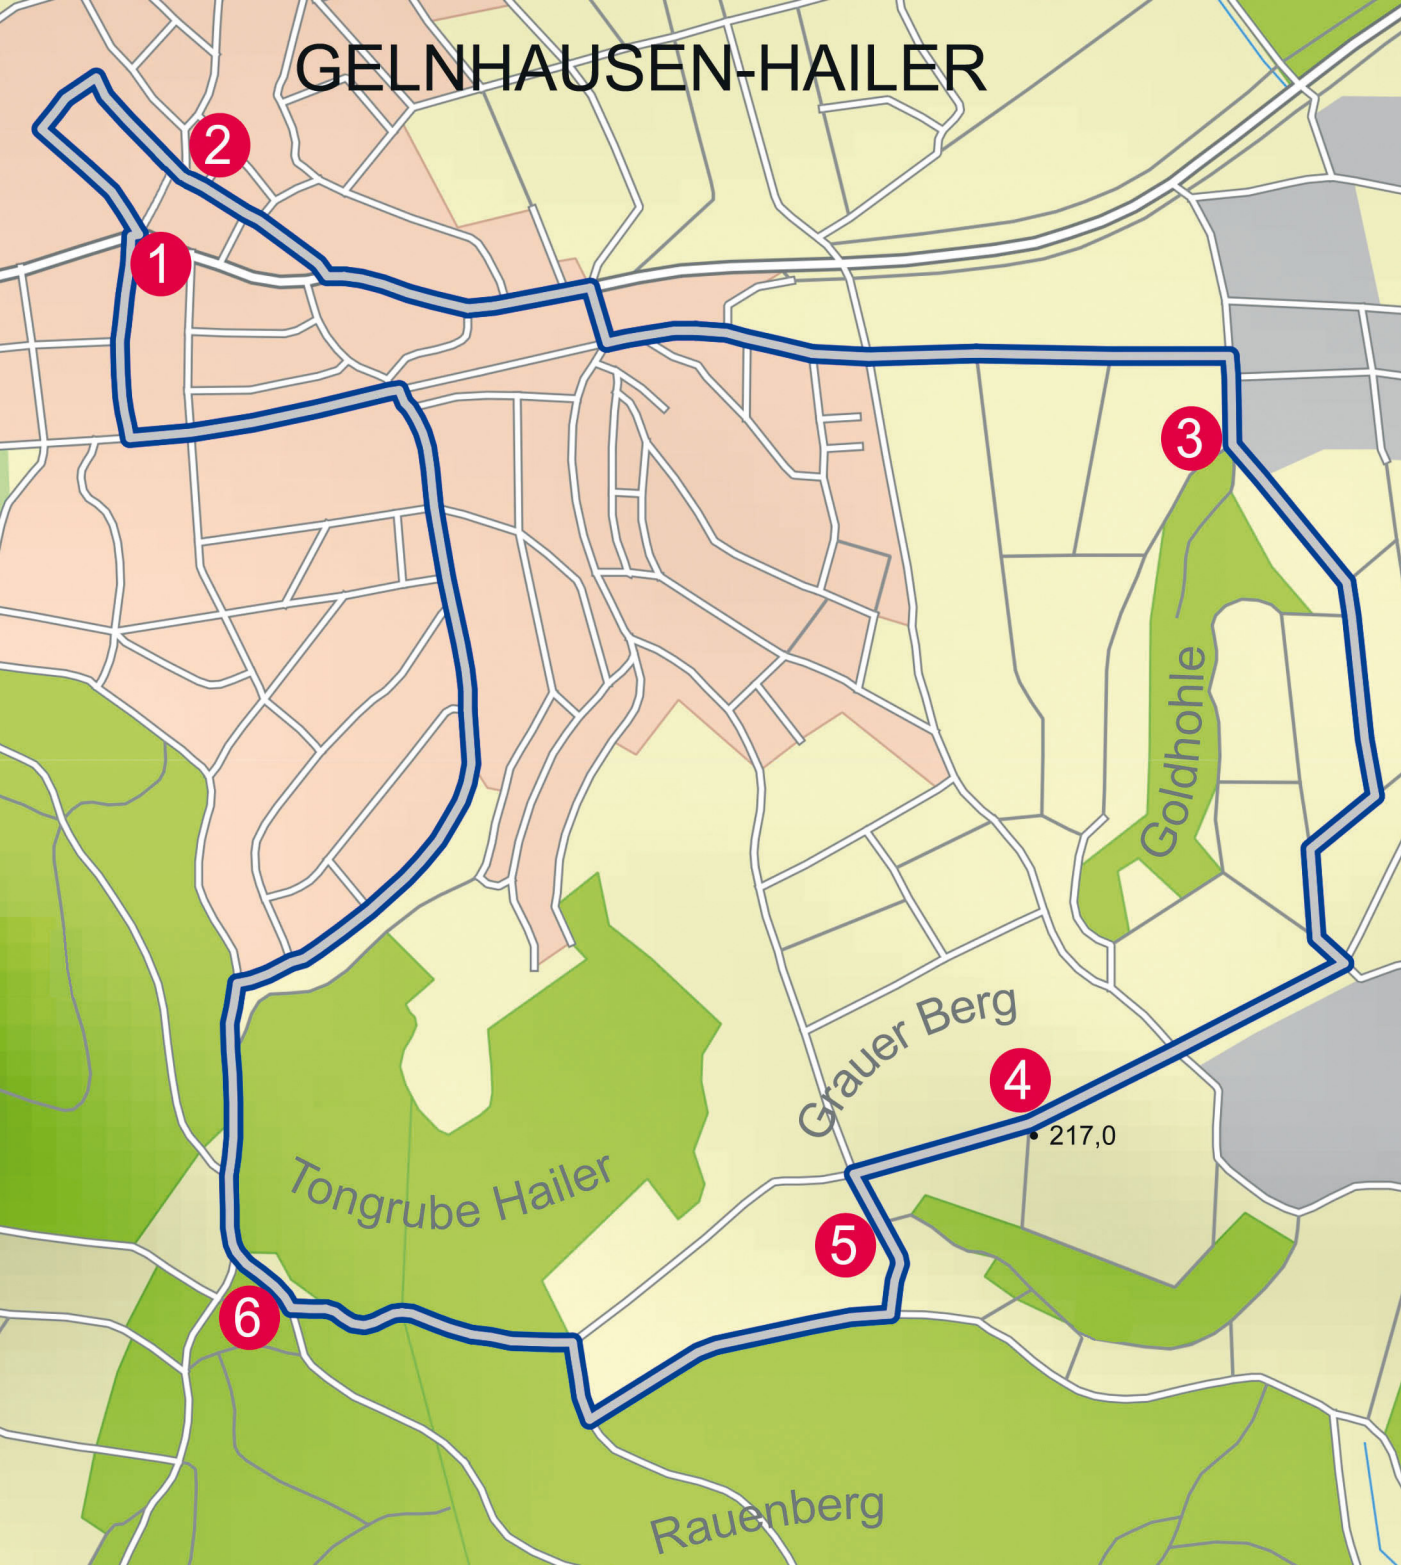 GELNHAUSEN-HAILER
2
1
3
Goldhohle
Grauer Berg
4
217,0
Tongrube Hailer
5
6
Rauenberg